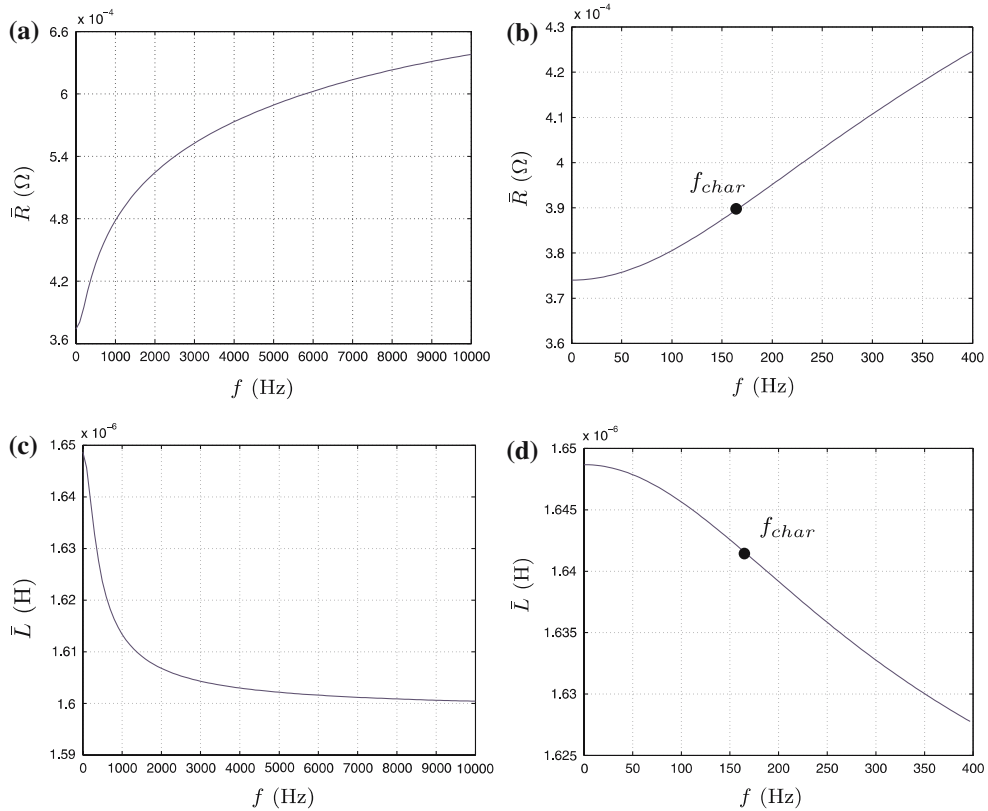 (a)
x 10⁻⁴
6.6
6
5.4
4.8
4.2
3.6
R̄ (Ω)
0 1000 2000 3000 4000 5000 6000 7000 8000 9000 10000
f (Hz)
(b)
x 10⁻⁴
4.3
4.2
4.1
4
3.9
3.8
3.7
3.6
R̄ (Ω)
f_char
0 50 100 150 200 250 300 350 400
f (Hz)
(c)
x 10⁻⁶
1.65
1.64
1.63
1.62
1.61
1.6
1.59
L̄ (H)
0 1000 2000 3000 4000 5000 6000 7000 8000 9000 10000
f (Hz)
(d)
x 10⁻⁶
1.65
1.645
1.64
1.635
1.63
1.625
L̄ (H)
f_char
0 50 100 150 200 250 300 350 400
f (Hz)